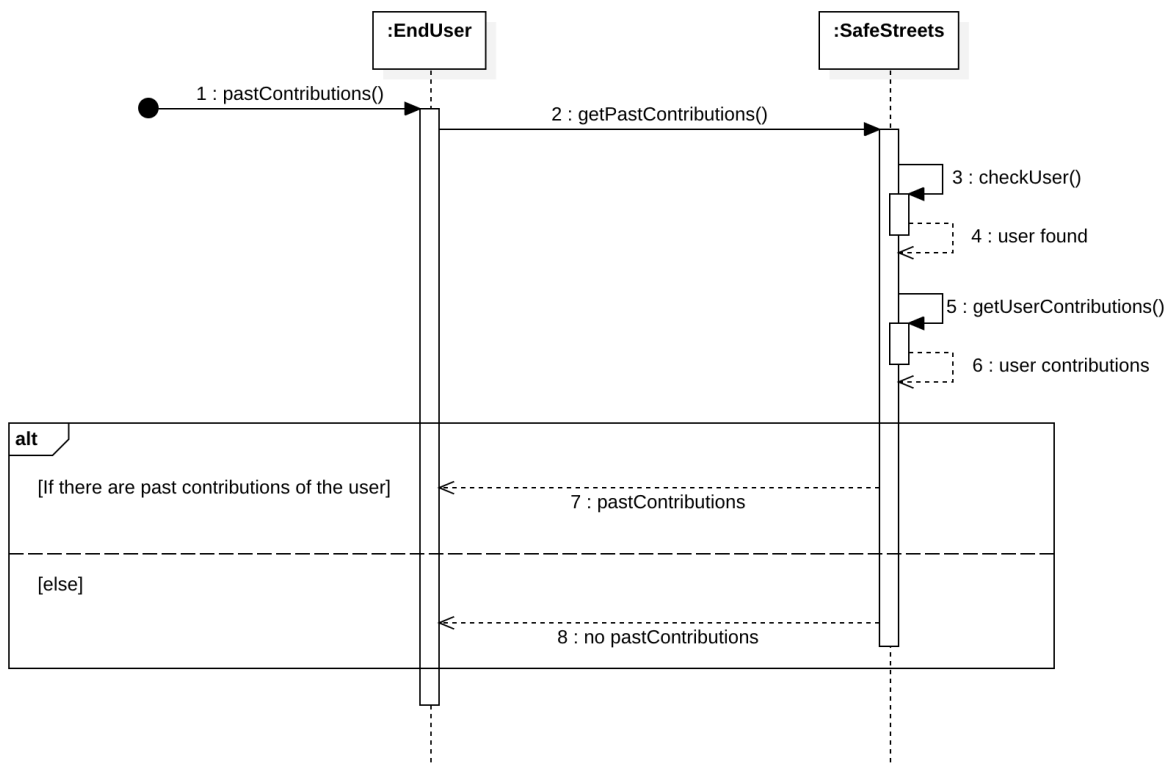 :EndUser
:SafeStreets
1 : pastContributions()
2 : getPastContributions()
3 : checkUser()
4 : user found
5 : getUserContributions()
6 : user contributions
alt
[If there are past contributions of the user]
7 : pastContributions
[else]
8 : no pastContributions